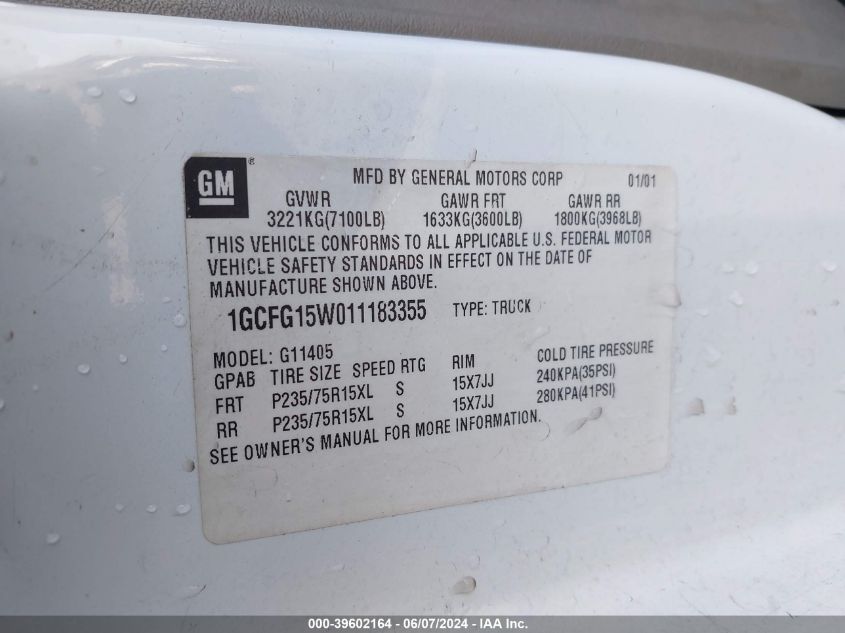 GM ®
MFD BY GENERAL MOTORS CORP 01/01
GVWR GAWR FRT GAWR RR
3221KG(7100LB) 1633KG(3600LB) 1800KG(3968LB)
THIS VEHICLE CONFORMS TO ALL APPLICABLE U.S. FEDERAL MOTOR
VEHICLE SAFETY STANDARDS IN EFFECT ON THE DATE OF
MANUFACTURE SHOWN ABOVE.
1GCFG15W011183355 TYPE: TRUCK
MODEL: G11405
GPAB TIRE SIZE SPEED RTG RIM COLD TIRE PRESSURE
FRT P235/75R15XL S 15X7JJ 240KPA(35PSI)
RR P235/75R15XL S 15X7JJ 280KPA(41PSI)
SEE OWNER'S MANUAL FOR MORE INFORMATION.
000-39602164 - 06/07/2024 - IAA Inc.